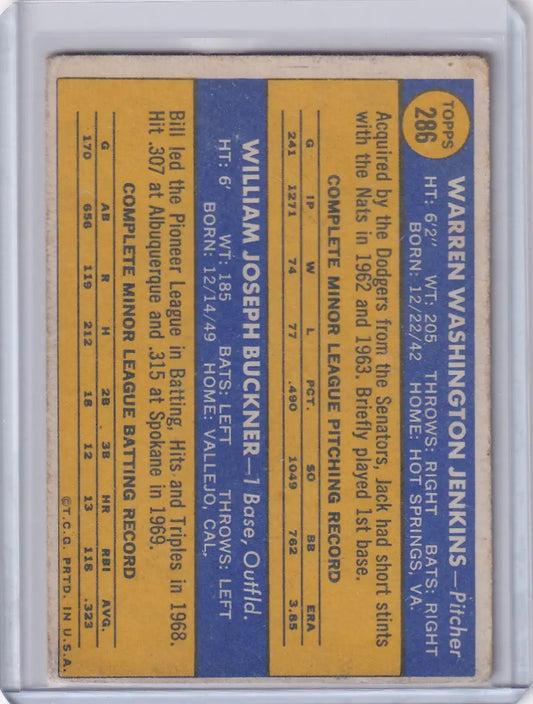 TOPPS
286
WARREN WASHINGTON JENKINS—Pitcher
HT: 6'2" WT: 205 THROWS: RIGHT BATS: RIGHT
BORN: 12/22/42 HOME: HOT SPRINGS, VA.
Acquired by the Dodgers from the Senators, Jack had short stints
with the Nats in 1962 and 1963. Briefly played 1st base.
COMPLETE MINOR LEAGUE PITCHING RECORD
G IP W L PCT. SO BB ERA
241 1271 74 77 .490 1049 762 3.85
WILLIAM JOSEPH BUCKNER—1 Base, Outfld.
HT: 6' WT: 185 BATS: LEFT THROWS: LEFT
BORN: 12/14/49 HOME: VALLEJO, CAL.
Bill led the Pioneer League in Batting, Hits and Triples in 1968.
Hit .307 at Albuquerque and .315 at Spokane in 1969.
COMPLETE MINOR LEAGUE BATTING RECORD
G AB R H 2B 3B HR RBI AVG.
170 656 119 212 18 12 13 118 .323
©T.C.G. PRTD. IN U.S.A.